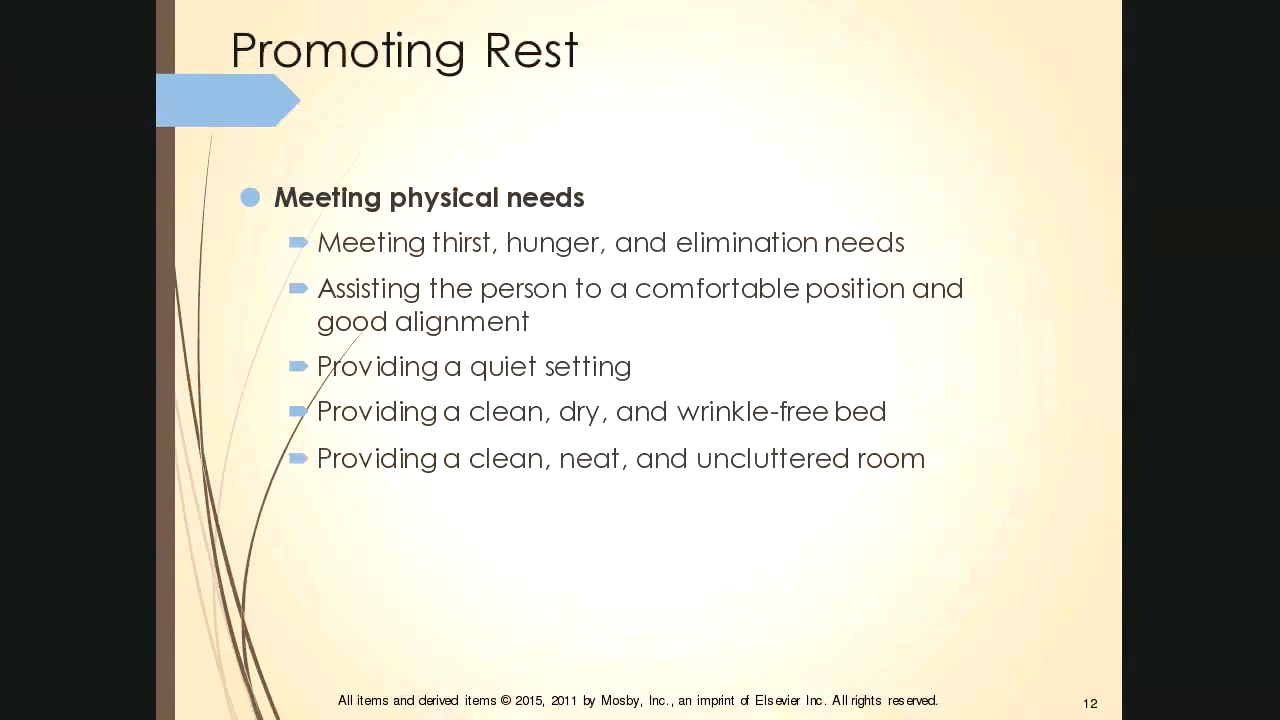 Promoting Rest
Meeting physical needs
Meeting thirst, hunger, and elimination needs
Assisting the person to a comfortable position and
good alignment
Providing a quiet setting
Providing a clean, dry, and wrinkle-free bed
Providing a clean, neat, and uncluttered room
All items and derived items © 2015, 2011 by Mosby, Inc., an imprint of Elsevier Inc. All rights reserved.
12